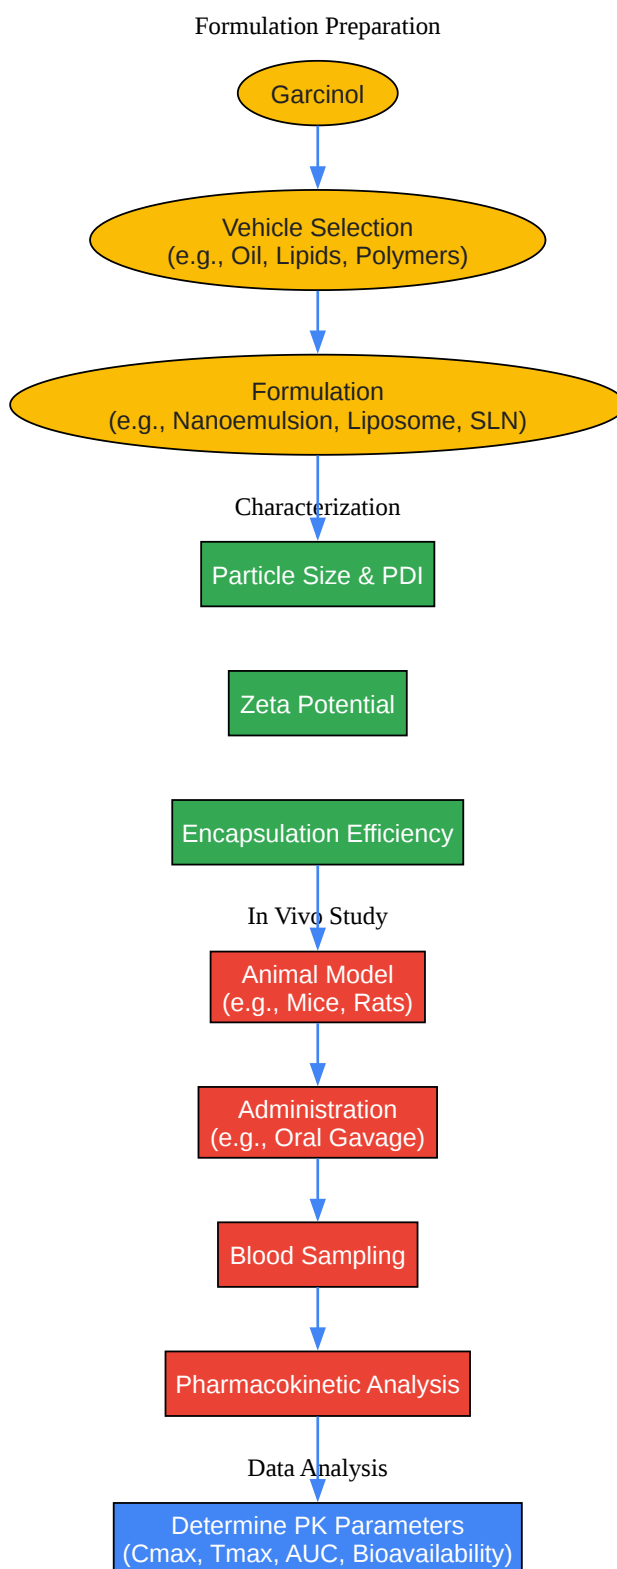 Formulation Preparation
Garcinol
Vehicle Selection
(e.g., Oil, Lipids, Polymers)
Formulation
(e.g., Nanoemulsion, Liposome, SLN)
Characterization
Particle Size & PDI
Zeta Potential
Encapsulation Efficiency
In Vivo Study
Animal Model
(e.g., Mice, Rats)
Administration
(e.g., Oral Gavage)
Blood Sampling
Pharmacokinetic Analysis
Data Analysis
Determine PK Parameters
(Cmax, Tmax, AUC, Bioavailability)